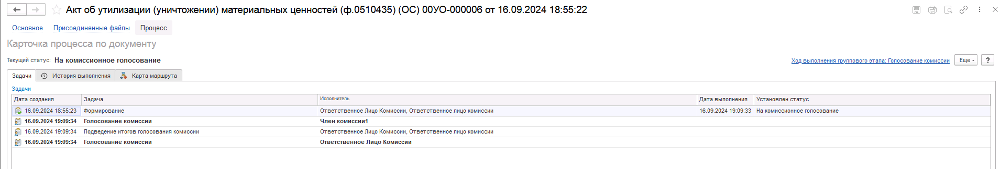 Акт об утилизации (уничтожении) материальных ценностей (ф.0510435) (ОС) 00УО-000006 от 16.09.2024 18:55:22
Основное Присоединенные файлы Процесс
Карточка процесса по документу
Текущий статус: На комиссионное голосование Ход выполнения группового этапа: Голосование комиссии Еще ?
Задачи История выполнения Карта маршрута
Задачи
Дата создания Задача Исполнитель Дата выполнения Установлен статус
16.09.2024 18:55:23 Формирование Ответственное Лицо Комиссии, Ответственное лицо комиссии 16.09.2024 19:09:33 На комиссионное голосование
16.09.2024 19:09:34 Голосование комиссии Член комиссии1
16.09.2024 19:09:34 Подведение итогов голосования комиссии Ответственное Лицо Комиссии, Ответственное лицо комиссии
16.09.2024 19:09:34 Голосование комиссии Ответственное Лицо Комиссии